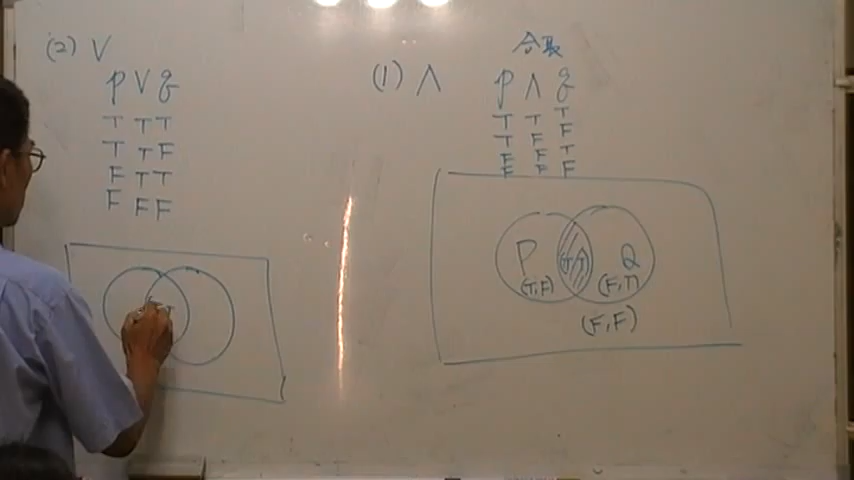 (2) V
P V q
T T T
T T F
F T T
F F F
合取
(1) Λ
P Λ q
T T T
T F F
F F T
F F F
P
Q
(T,F)
(T,T)
(F,T)
(F,F)